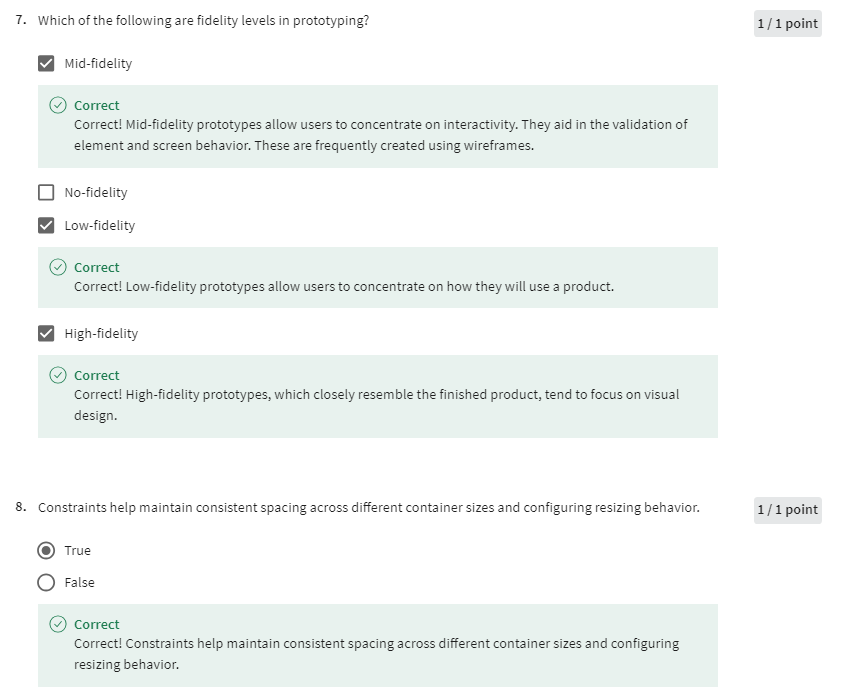 7. Which of the following are fidelity levels in prototyping?
1 / 1 point
Mid-fidelity
Correct
Correct! Mid-fidelity prototypes allow users to concentrate on interactivity. They aid in the validation of
element and screen behavior. These are frequently created using wireframes.
No-fidelity
Low-fidelity
Correct
Correct! Low-fidelity prototypes allow users to concentrate on how they will use a product.
High-fidelity
Correct
Correct! High-fidelity prototypes, which closely resemble the finished product, tend to focus on visual
design.
8. Constraints help maintain consistent spacing across different container sizes and configuring resizing behavior.
1 / 1 point
True
False
Correct
Correct! Constraints help maintain consistent spacing across different container sizes and configuring
resizing behavior.